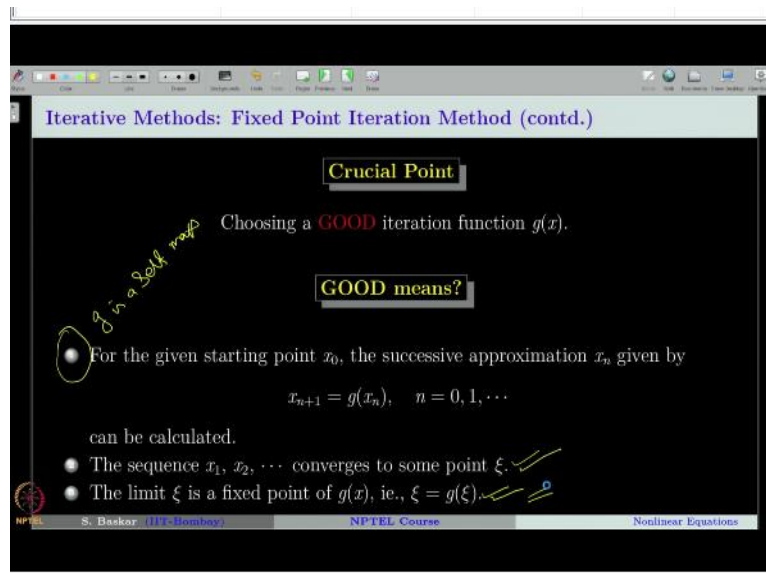 Iterative Methods: Fixed Point Iteration Method (contd.)
Crucial Point
Choosing a GOOD iteration function g(x).
g is a self map
GOOD means?
For the given starting point x₀, the successive approximation xₙ given by
xₙ₊₁ = g(xₙ), n = 0, 1, ⋯
can be calculated.
The sequence x₁, x₂, ⋯ converges to some point ξ.
The limit ξ is a fixed point of g(x), ie., ξ = g(ξ).
NPTEL
S. Baskar (IIT-Bombay) NPTEL Course Nonlinear Equations